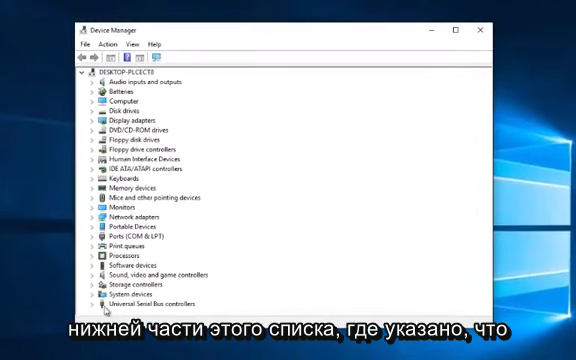 Device Manager
File Action View Help
DESKTOP-PLCECT8
Audio inputs and outputs
Batteries
Computer
Disk drives
Display adapters
DVD/CD-ROM drives
Floppy disk drives
Floppy drive controllers
Human Interface Devices
IDE ATA/ATAPI controllers
Keyboards
Memory devices
Mice and other pointing devices
Monitors
Network adapters
Portable Devices
Ports (COM & LPT)
Print queues
Processors
Software devices
Sound, video and game controllers
Storage controllers
System devices
Universal Serial Bus controllers
нижней части этого списка, где указано, что